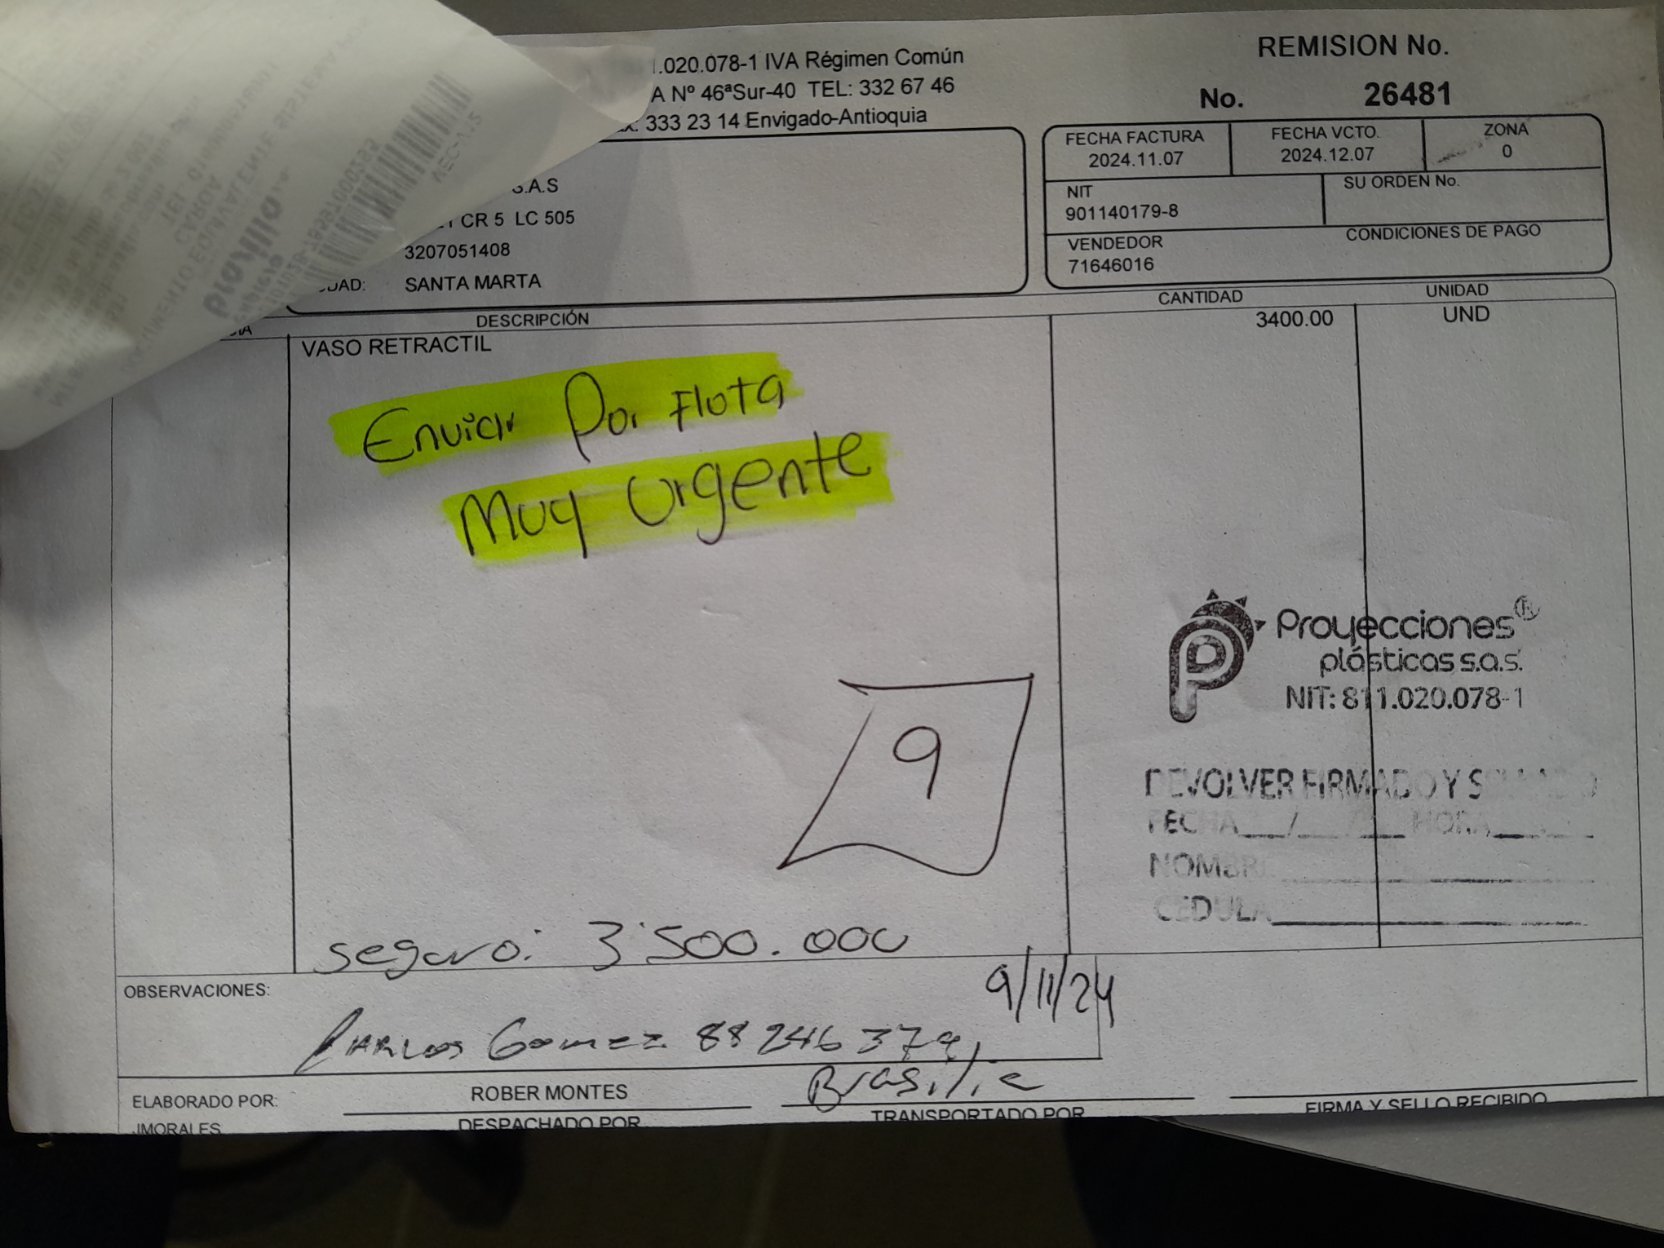 REMISION No.
No. 26481
1.020.078-1 IVA Régimen Común
A Nº 46ªSur-40 TEL: 332 67 46
333 23 14 Envigado-Antioquia
FECHA FACTURA
2024.11.07
FECHA VCTO.
2024.12.07
ZONA
0
NIT
901140179-8
SU ORDEN No.
VENDEDOR
71646016
CONDICIONES DE PAGO
S.A.S
CR 5 LC 505
3207051408
SANTA MARTA
DESCRIPCIÓN
CANTIDAD
UNIDAD
VASO RETRACTIL
3400.00
UND
Enviar Por Flota
Muy Urgente
Proyecciones®
plásticas s.a.s.
NIT: 811.020.078-1
9
DEVOLVER FIRMADO Y
FECHA / / HORA
NOMBRE
CEDULA
seguro: 3'500.000
OBSERVACIONES:
9/11/24
Carlos Gomez 88246379
Brasilia
ELABORADO POR:
JMORALES
ROBER MONTES
DESPACHADO POR
TRANSPORTADO POR
FIRMA Y SELLO RECIBIDO